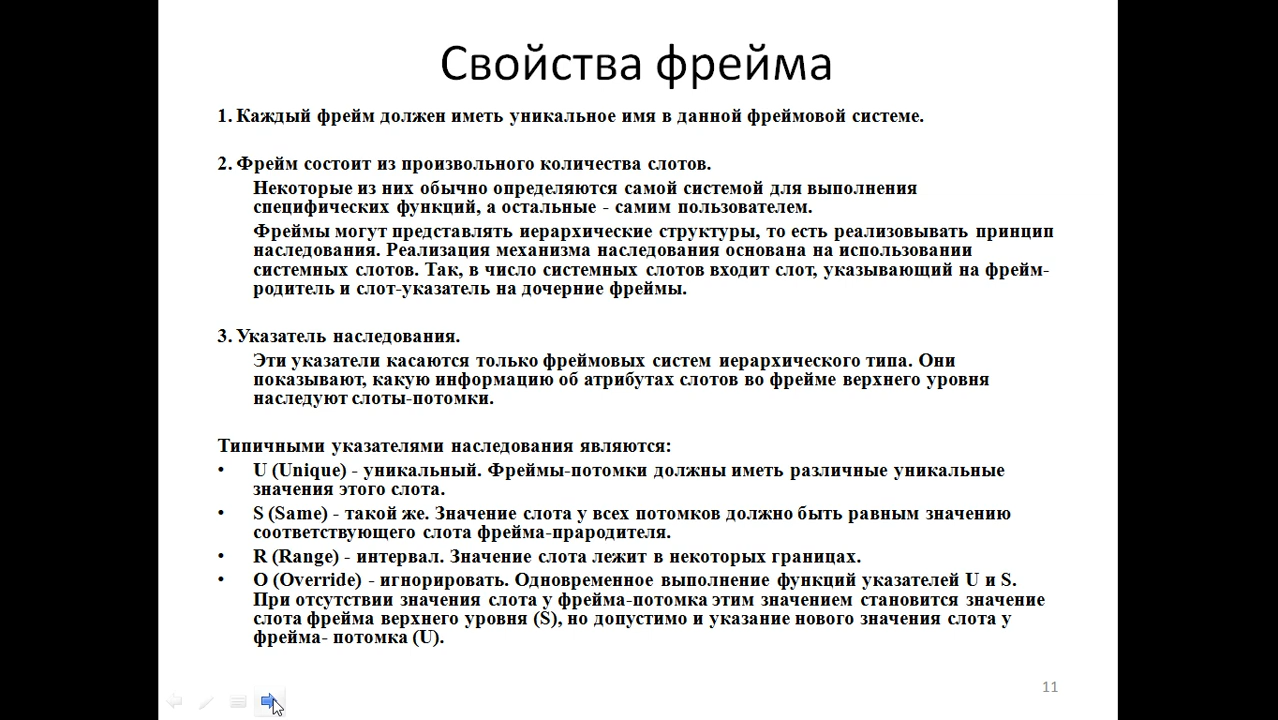 Свойства фрейма
1. Каждый фрейм должен иметь уникальное имя в данной фреймовой системе.
2. Фрейм состоит из произвольного количества слотов.
Некоторые из них обычно определяются самой системой для выполнения
специфических функций, а остальные - самим пользователем.
Фреймы могут представлять иерархические структуры, то есть реализовывать принцип
наследования. Реализация механизма наследования основана на использовании
системных слотов. Так, в число системных слотов входит слот, указывающий на фрейм-
родитель и слот-указатель на дочерние фреймы.
3. Указатель наследования.
Эти указатели касаются только фреймовых систем иерархического типа. Они
показывают, какую информацию об атрибутах слотов во фрейме верхнего уровня
наследуют слоты-потомки.
Типичными указателями наследования являются:
• U (Unique) - уникальный. Фреймы-потомки должны иметь различные уникальные
значения этого слота.
• S (Same) - такой же. Значение слота у всех потомков должно быть равным значению
соответствующего слота фрейма-прародителя.
• R (Range) - интервал. Значение слота лежит в некоторых границах.
• O (Override) - игнорировать. Одновременное выполнение функций указателей U и S.
При отсутствии значения слота у фрейма-потомка этим значением становится значение
слота фрейма верхнего уровня (S), но допустимо и указание нового значения слота у
фрейма- потомка (U).
11